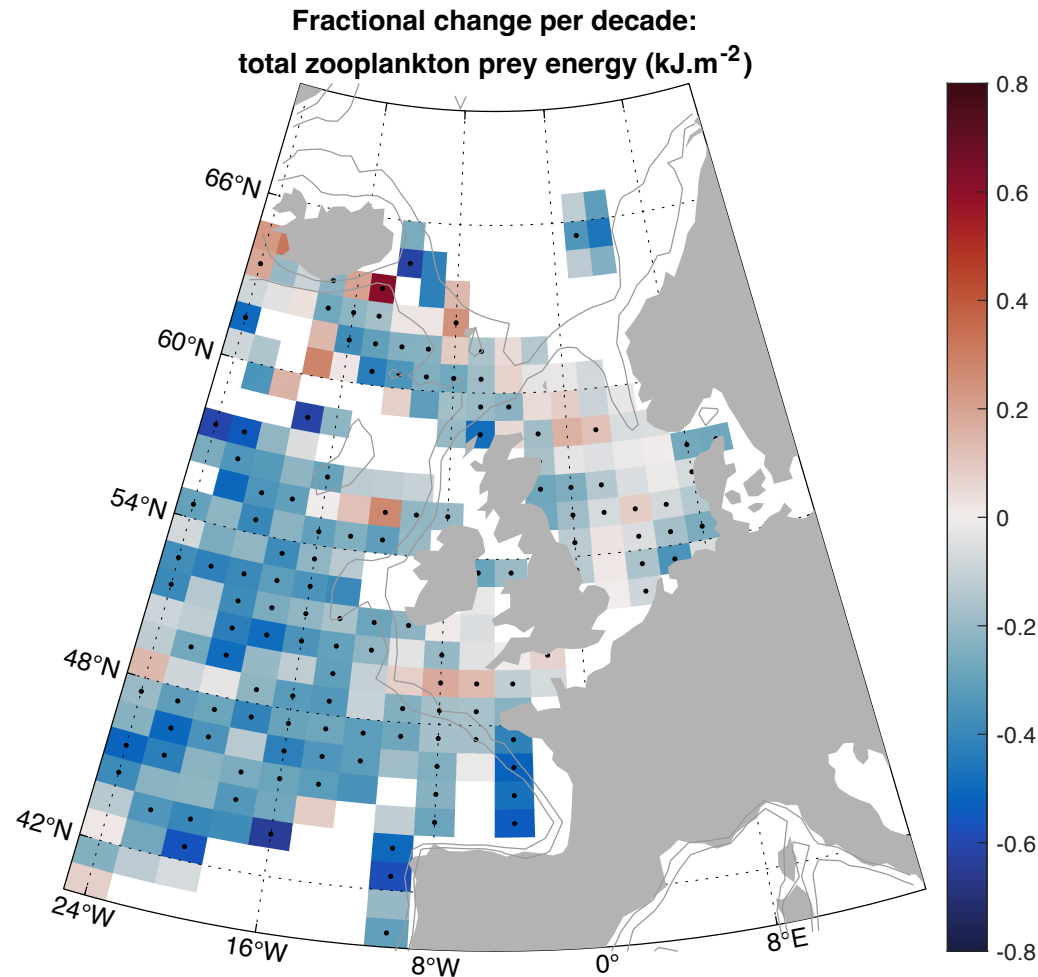 Fractional change per decade:
total zooplankton prey energy (kJ.m⁻²)
66°N
60°N
54°N
48°N
42°N
24°W
16°W
8°W
0°
8°E
0.8
0.6
0.4
0.2
0
-0.2
-0.4
-0.6
-0.8